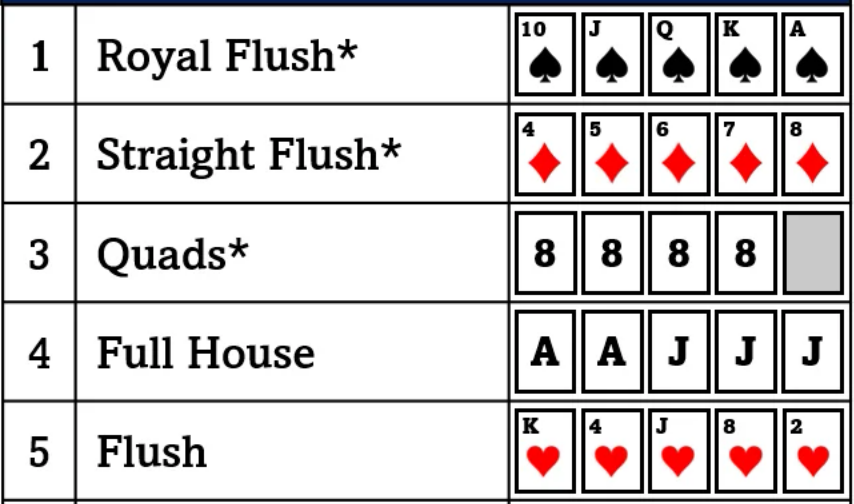 1 Royal Flush* 10 J Q K A
2 Straight Flush* 4 5 6 7 8
3 Quads* 8 8 8 8
4 Full House A A J J J
5 Flush K 4 J 8 2